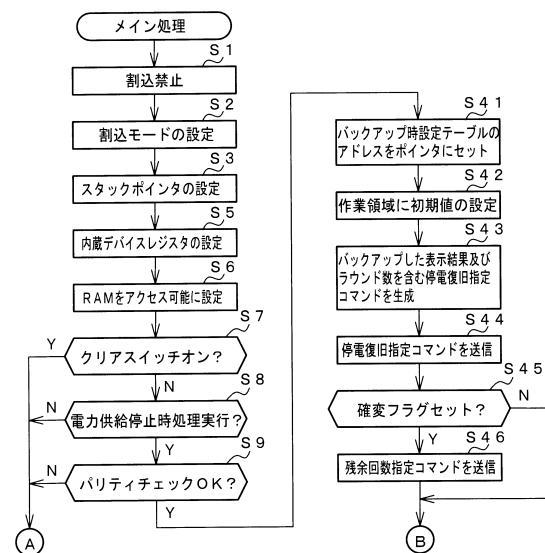 メイン処理
S1
割込禁止
S2
割込モードの設定
S3
スタックポインタの設定
S5
内蔵デバイスレジスタの設定
S6
RAMをアクセス可能に設定
S7
クリアスイッチオン?
Y
N
S8
電力供給停止時処理実行?
N
Y
S9
パリティチェックOK?
N
Y
A
S41
バックアップ時設定テーブルの
アドレスをポインタにセット
S42
作業領域に初期値の設定
S43
バックアップした表示結果及び
ラウンド数を含む停電復旧指定
コマンドを生成
S44
停電復旧指定コマンドを送信
S45
確変フラグセット?
N
Y
S46
残余回数指定コマンドを送信
B